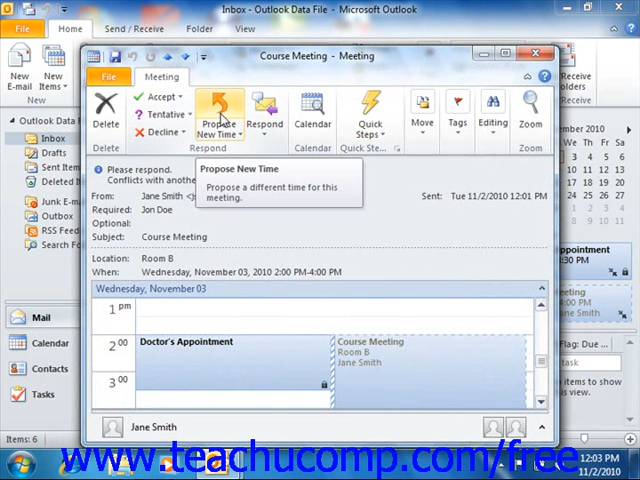 Inbox - Outlook Data File - Microsoft Outlook
File Home Send / Receive Folder View
New E-mail
New Items
New
Receive
Folders
Course Meeting - Meeting
File Meeting
Delete
Accept
Tentative
Decline
Propose New Time
Respond
Calendar
Quick Steps
Move
Tags
Editing
Zoom
Delete Respond Calendar Quick Ste... Zoom
Propose New Time
Propose a different time for this meeting.
Please respond.
Conflicts with anothe
From: Jane Smith <j
Sent: Tue 11/2/2010 12:01 PM
Required: Jon Doe
Optional:
Subject: Course Meeting
Location: Room B
When: Wednesday, November 03, 2010 2:00 PM-4:00 PM
Wednesday, November 03
1 pm
2 00
3 00
Doctor's Appointment
Course Meeting
Room B
Jane Smith
Jane Smith
Outlook Data F
Inbox
Drafts
Sent Item
Deleted I
Junk E-mai
Outbox
RSS Feed
Search Fo
Mail
Calendar
Contacts
Tasks
Items: 6
ember 2010
ppointment
30 PM
eeting
4:00 PM
ane Smith
Flag: Due ...
task
o items to show
his view.
www.teachucomp.com/free
12:03 PM
11/2/2010